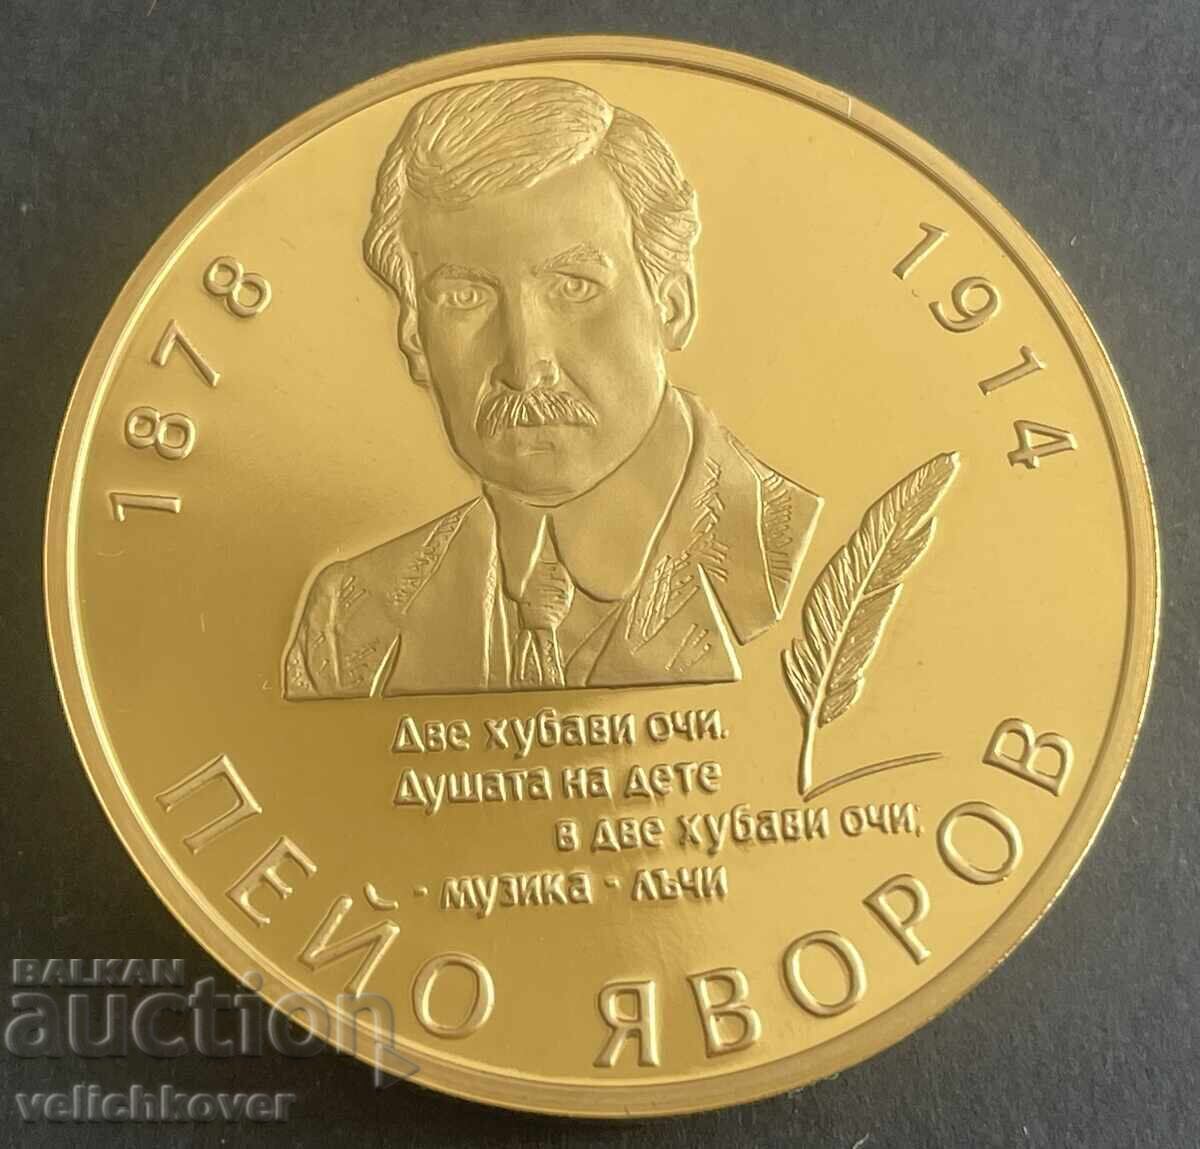 1878
1914
Две хубави очи.
Душата на дете
в две хубави очи;
- музика - лъчи
ПЕЙО ЯВОРОВ
BALKAN
auction
velichkover